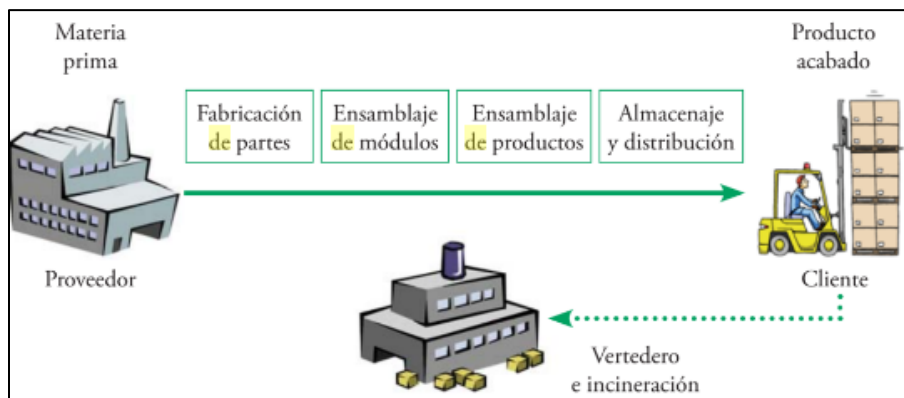 Materia
prima
Producto
acabado
Fabricación
de partes
Ensamblaje
de módulos
Ensamblaje
de productos
Almacenaje
y distribución
Proveedor
Cliente
Vertedero
e incineración